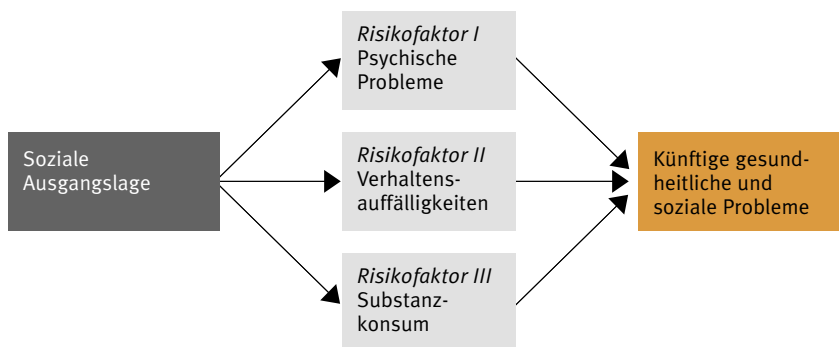 Soziale
Ausgangslage
Risikofaktor I
Psychische
Probleme
Risikofaktor II
Verhaltens-
auffälligkeiten
Risikofaktor III
Substanz-
konsum
Künftige gesund-
heitliche und
soziale Probleme